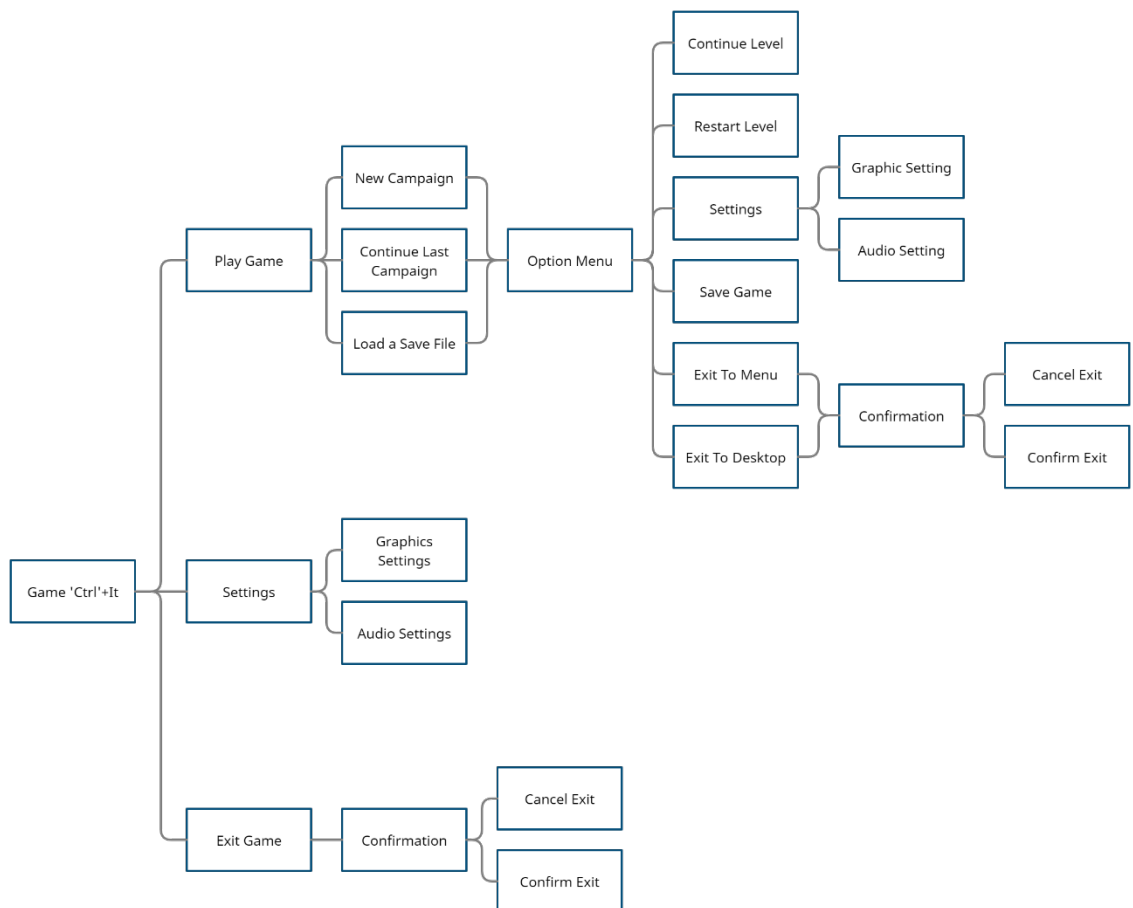 Game 'Ctrl'+It
Play Game
New Campaign
Continue Last
Campaign
Load a Save File
Option Menu
Continue Level
Restart Level
Settings
Graphic Setting
Audio Setting
Save Game
Exit To Menu
Exit To Desktop
Confirmation
Cancel Exit
Confirm Exit
Settings
Graphics
Settings
Audio Settings
Exit Game
Confirmation
Cancel Exit
Confirm Exit